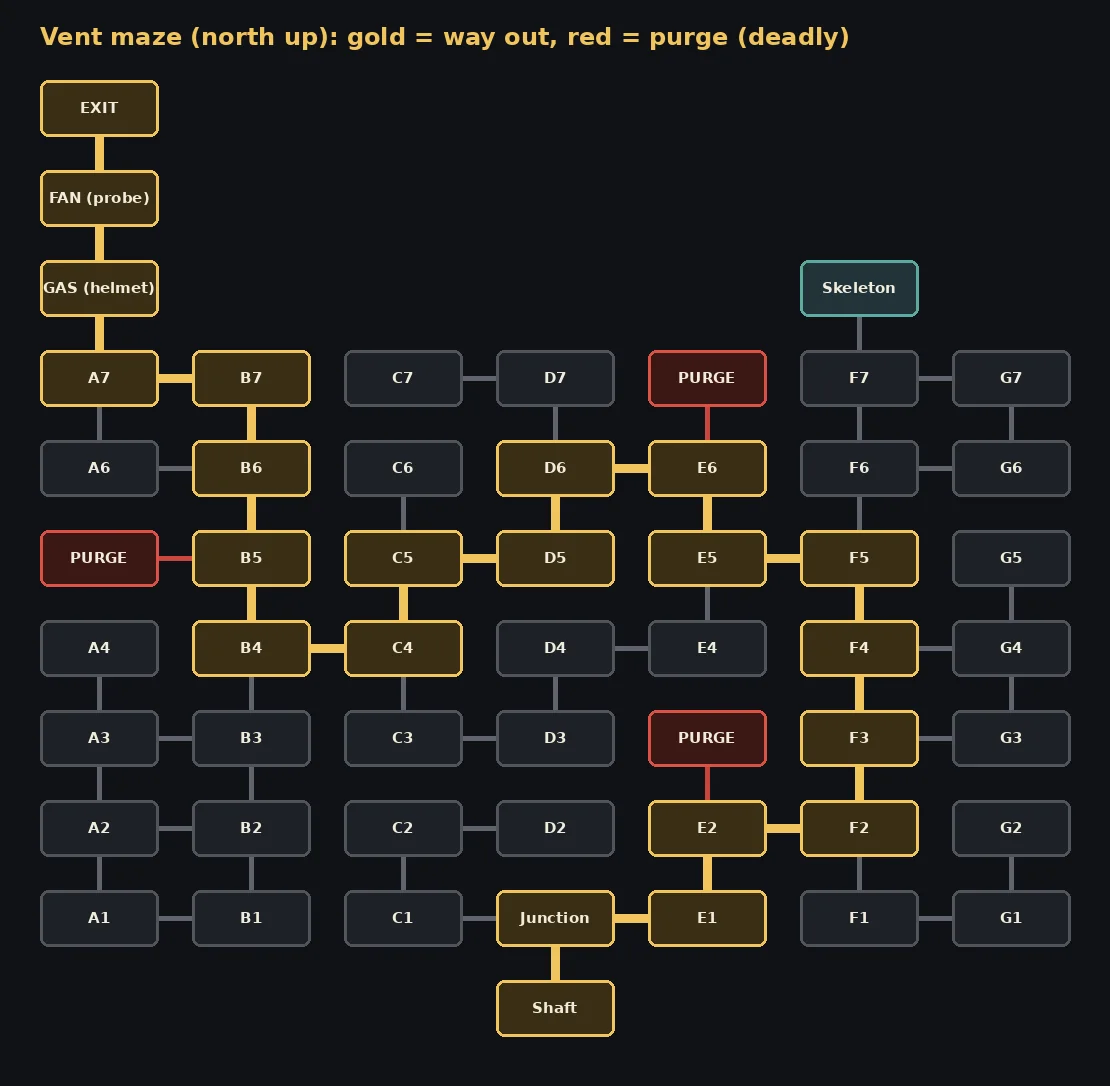 Vent maze (north up): gold = way out, red = purge (deadly)
EXIT
FAN (probe)
GAS (helmet) Skeleton
A7 B7 C7 D7 PURGE F7 G7
A6 B6 C6 D6 E6 F6 G6
PURGE B5 C5 D5 E5 F5 G5
A4 B4 C4 D4 E4 F4 G4
A3 B3 C3 D3 PURGE F3 G3
A2 B2 C2 D2 E2 F2 G2
A1 B1 C1 Junction E1 F1 G1
Shaft